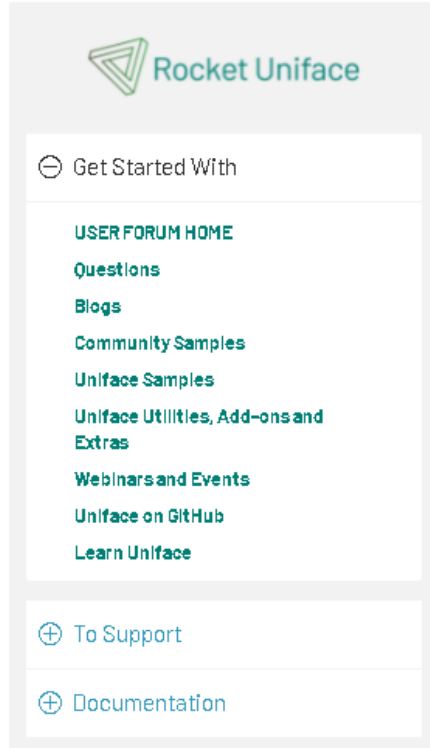 Rocket Uniface
Get Started With
USER FORUM HOME
Questions
Blogs
Community Samples
Uniface Samples
Uniface Utilities, Add-ons and
Extras
Webinars and Events
Uniface on GitHub
Learn Uniface
To Support
Documentation